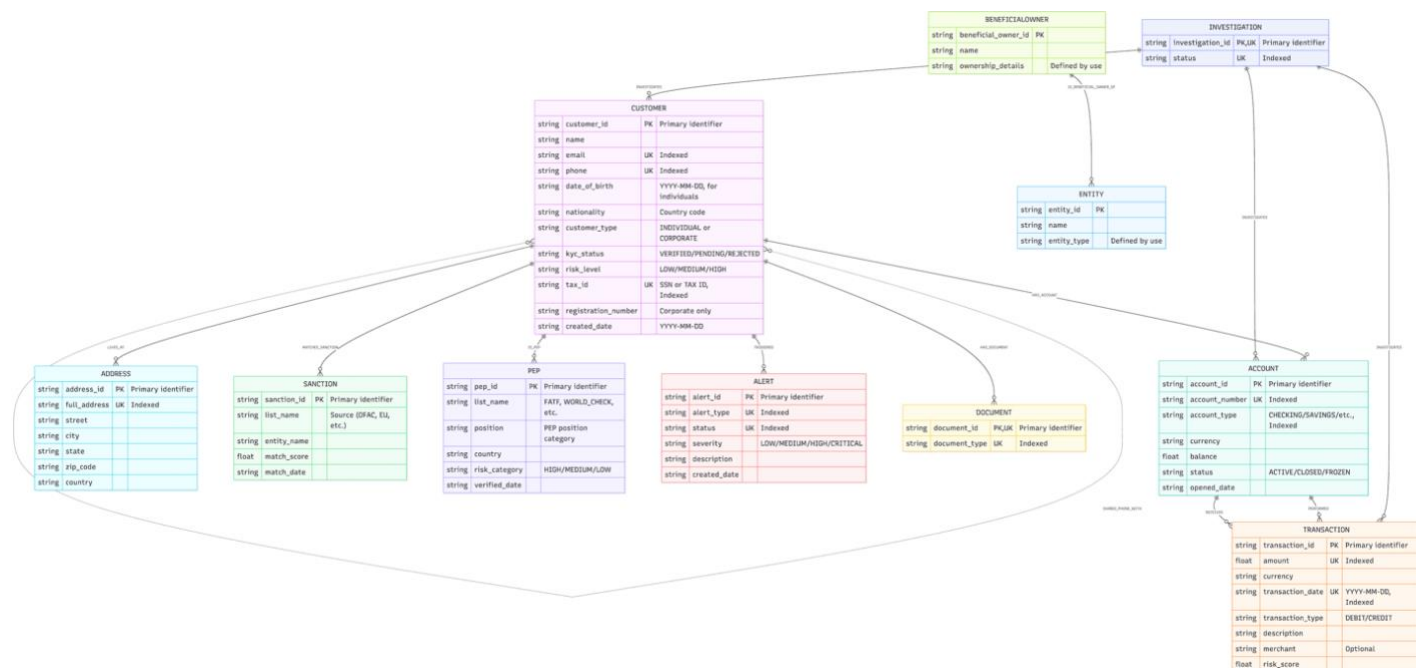 BENEFICIALOWNER
string beneficial_owner_id PK
string name
string ownership_details Defined by use
INVESTIGATION
string investigation_id PK,UK Primary identifier
string status UK Indexed
INVESTIGATES
IS_BENEFICIAL_OWNER_OF
CUSTOMER
string customer_id PK Primary identifier
string name
string email UK Indexed
string phone UK Indexed
string date_of_birth YYYY-MM-DD, for
individuals
string nationality Country code
string customer_type INDIVIDUAL or
CORPORATE
string kyc_status VERIFIED/PENDING/REJECTED
string risk_level LOW/MEDIUM/HIGH
string tax_id UK SSN or TAX ID,
Indexed
string registration_number Corporate only
string created_date YYYY-MM-DD
ENTITY
string entity_id PK
string name
string entity_type Defined by use
INVESTIGATES
HAS_ACCOUNT
LIVES_AT
MATCHES_SANCTION
IS_PEP
TRIGGERED
HAS_DOCUMENT
INVESTIGATES
ADDRESS
string address_id PK Primary identifier
string full_address UK Indexed
string street
string city
string state
string zip_code
string country
SANCTION
string sanction_id PK Primary identifier
string list_name Source (OFAC, EU,
etc.)
string entity_name
float match_score
string match_date
PEP
string pep_id PK Primary identifier
string list_name FATF, WORLD_CHECK,
etc.
string position PEP position
category
string country
string risk_category HIGH/MEDIUM/LOW
string verified_date
ALERT
string alert_id PK Primary identifier
string alert_type UK Indexed
string status UK Indexed
string severity LOW/MEDIUM/HIGH/CRITICAL
string description
string created_date
DOCUMENT
string document_id PK,UK Primary identifier
string document_type UK Indexed
ACCOUNT
string account_id PK Primary identifier
string account_number UK Indexed
string account_type CHECKING/SAVINGS/etc.,
Indexed
string currency
float balance
string status ACTIVE/CLOSED/FROZEN
string opened_date
SHARES_PHONE_WITH
TRANSACTION
string transaction_id PK Primary identifier
float amount UK Indexed
string currency
string transaction_date UK YYYY-MM-DD,
Indexed
string transaction_type DEBIT/CREDIT
string description
string merchant Optional
float risk_score